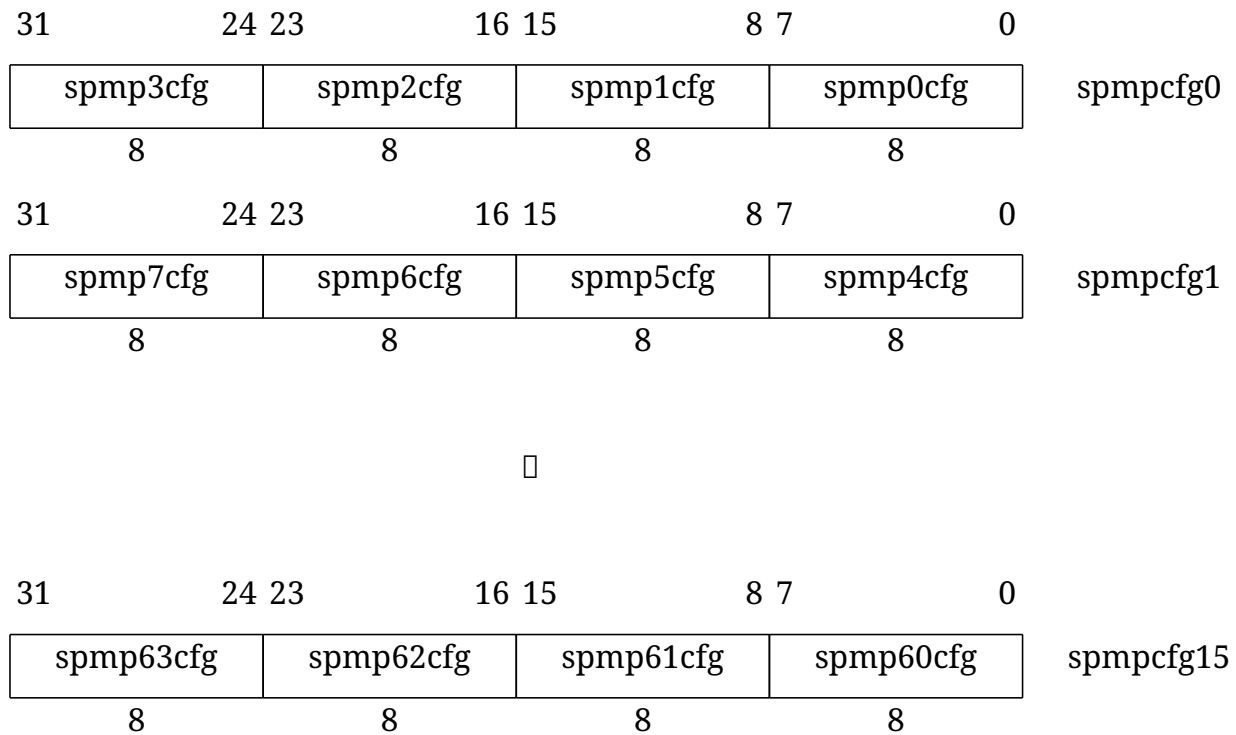 31 24 23 16 15 8 7 0
spmp3cfg spmp2cfg spmp1cfg spmp0cfg spmpcfg0
8 8 8 8
31 24 23 16 15 8 7 0
spmp7cfg spmp6cfg spmp5cfg spmp4cfg spmpcfg1
8 8 8 8
31 24 23 16 15 8 7 0
spmp63cfg spmp62cfg spmp61cfg spmp60cfg spmpcfg15
8 8 8 8